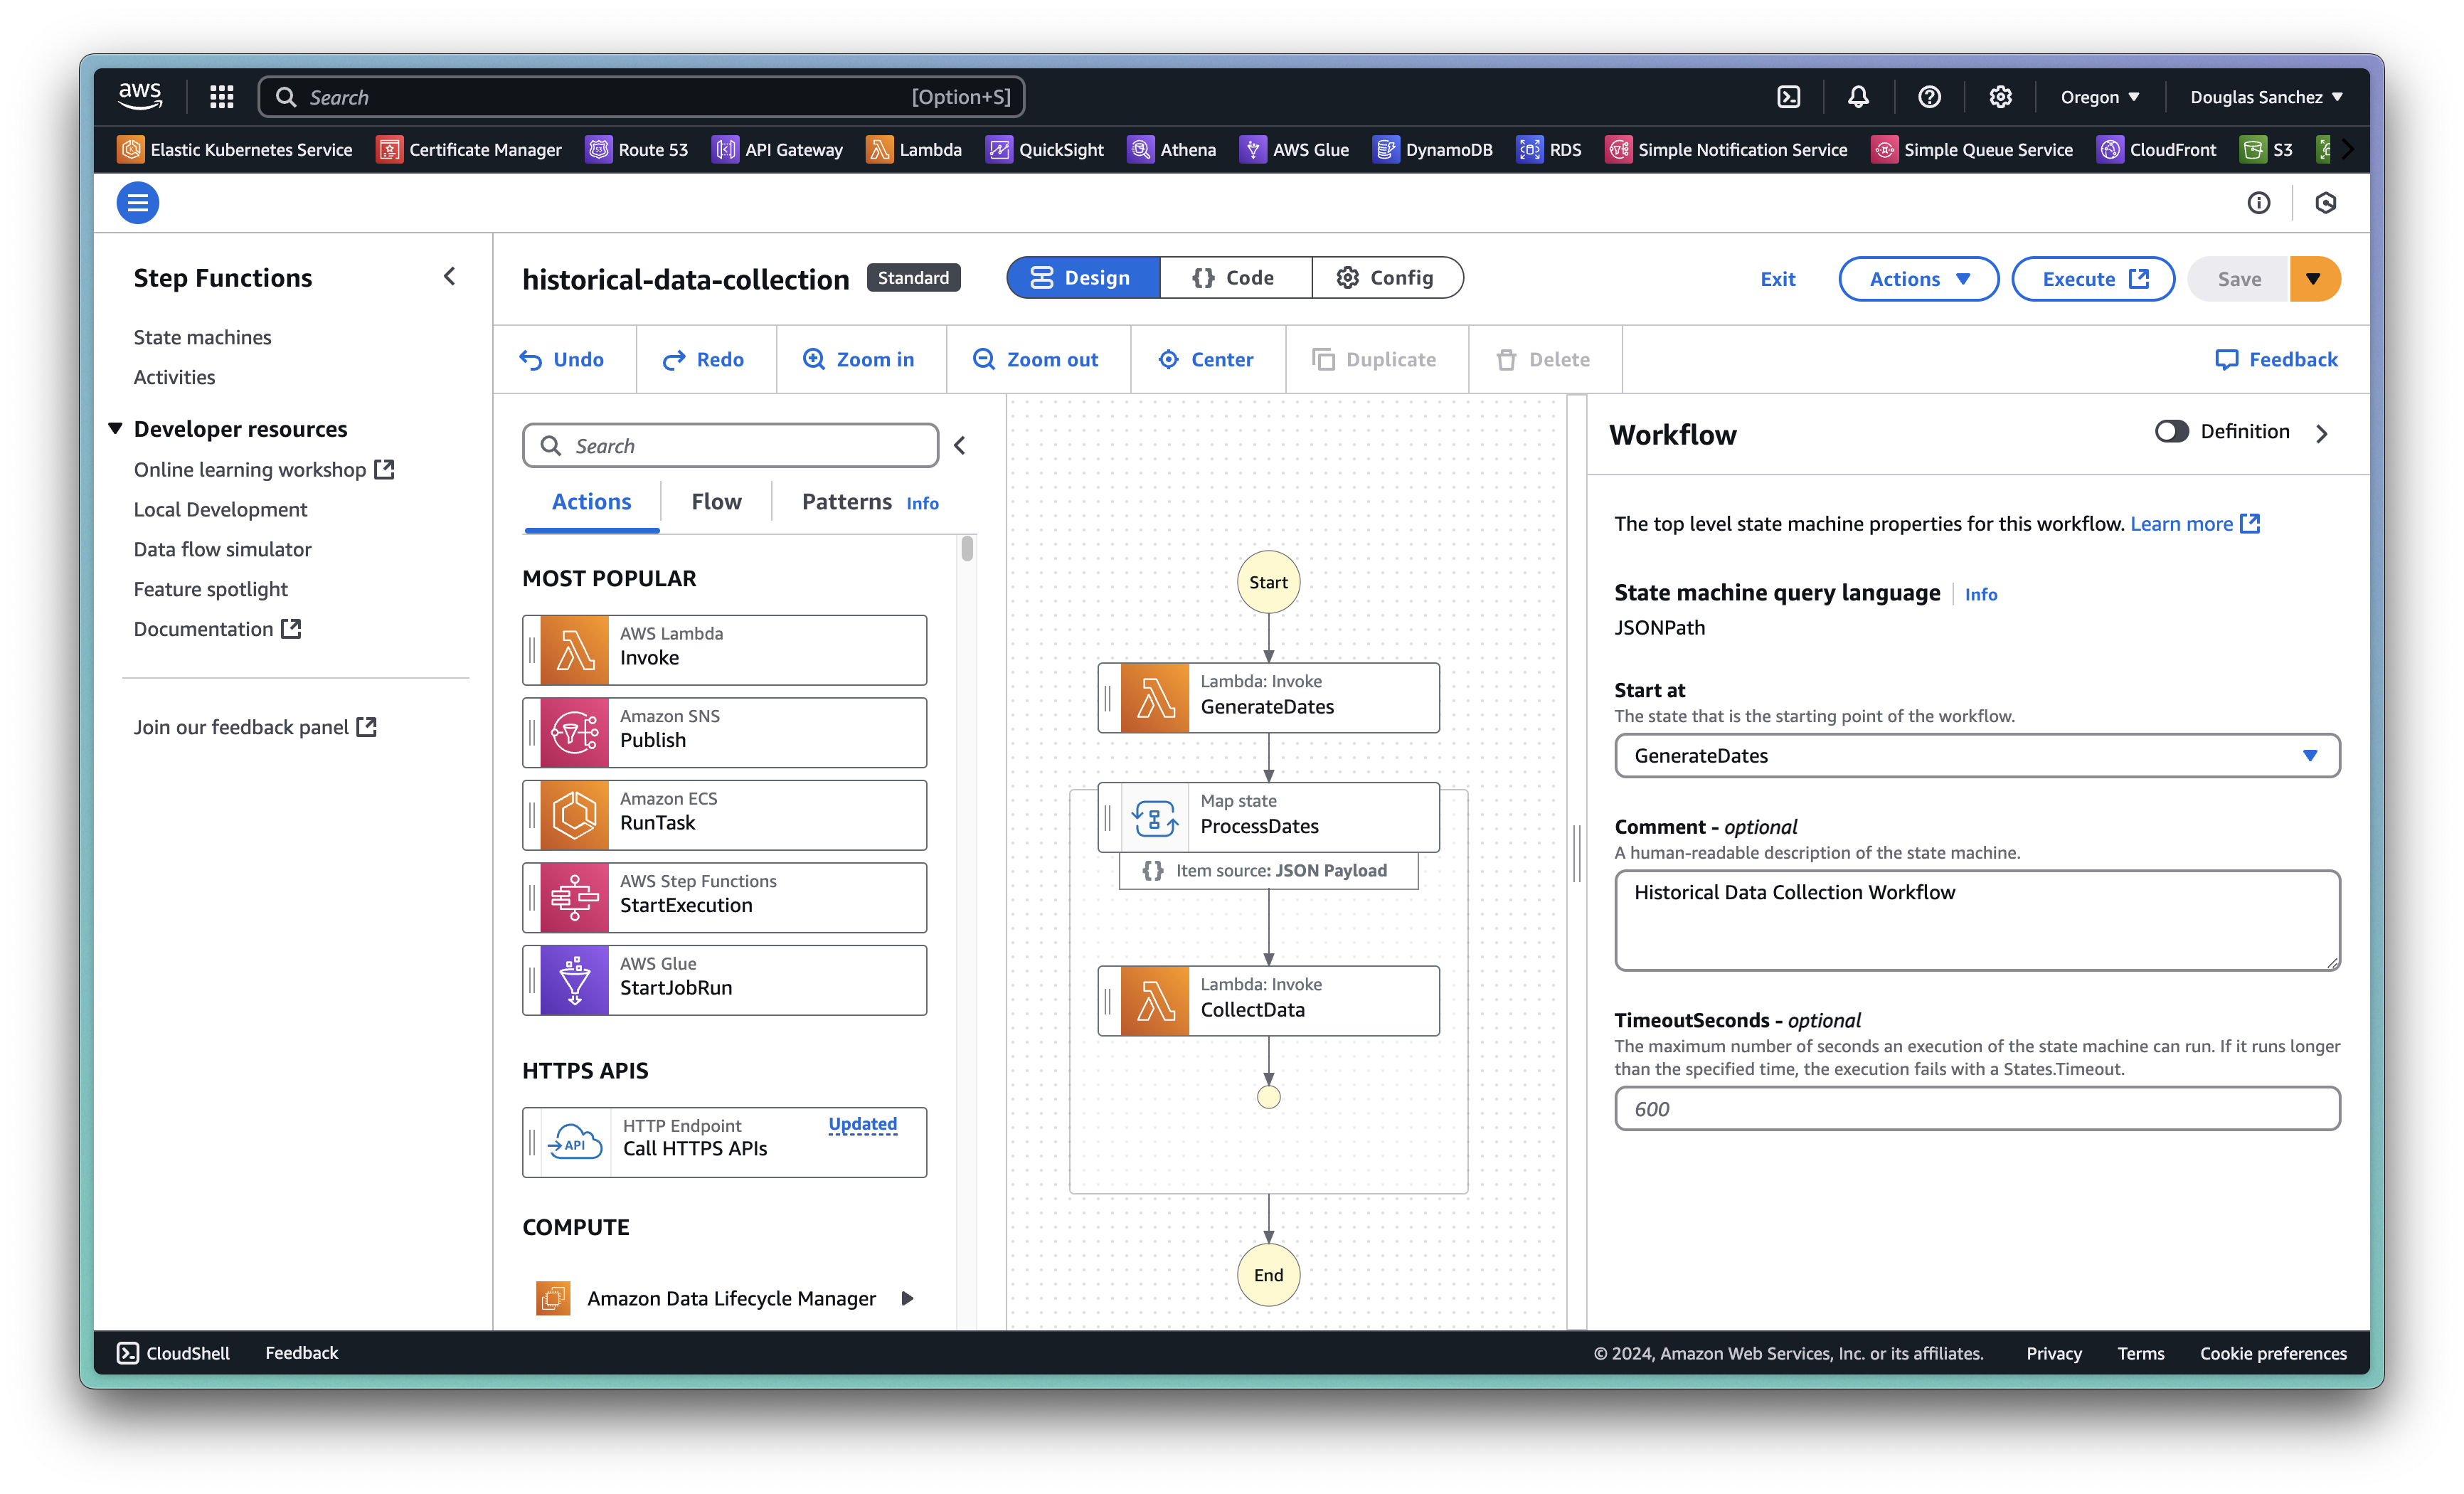 aws
Search [Option+S]
Oregon
Douglas Sanchez
Elastic Kubernetes Service
Certificate Manager
Route 53
API Gateway
Lambda
QuickSight
Athena
AWS Glue
DynamoDB
RDS
Simple Notification Service
Simple Queue Service
CloudFront
S3
Step Functions
State machines
Activities
Developer resources
Online learning workshop
Local Development
Data flow simulator
Feature spotlight
Documentation
Join our feedback panel
historical-data-collection Standard
Design
{} Code
Config
Exit
Actions
Execute
Save
Undo
Redo
Zoom in
Zoom out
Center
Duplicate
Delete
Feedback
Search
Actions
Flow
Patterns Info
MOST POPULAR
AWS Lambda
Invoke
Amazon SNS
Publish
Amazon ECS
RunTask
AWS Step Functions
StartExecution
AWS Glue
StartJobRun
HTTPS APIS
API
HTTP Endpoint
Call HTTPS APIs
Updated
COMPUTE
Amazon Data Lifecycle Manager
Start
Lambda: Invoke
GenerateDates
Map state
ProcessDates
{} Item source: JSON Payload
Lambda: Invoke
CollectData
End
Workflow
Definition
The top level state machine properties for this workflow. Learn more
State machine query language Info
JSONPath
Start at
The state that is the starting point of the workflow.
GenerateDates
Comment - optional
A human-readable description of the state machine.
Historical Data Collection Workflow
TimeoutSeconds - optional
The maximum number of seconds an execution of the state machine can run. If it runs longer
than the specified time, the execution fails with a States.Timeout.
600
CloudShell
Feedback
© 2024, Amazon Web Services, Inc. or its affiliates.
Privacy
Terms
Cookie preferences